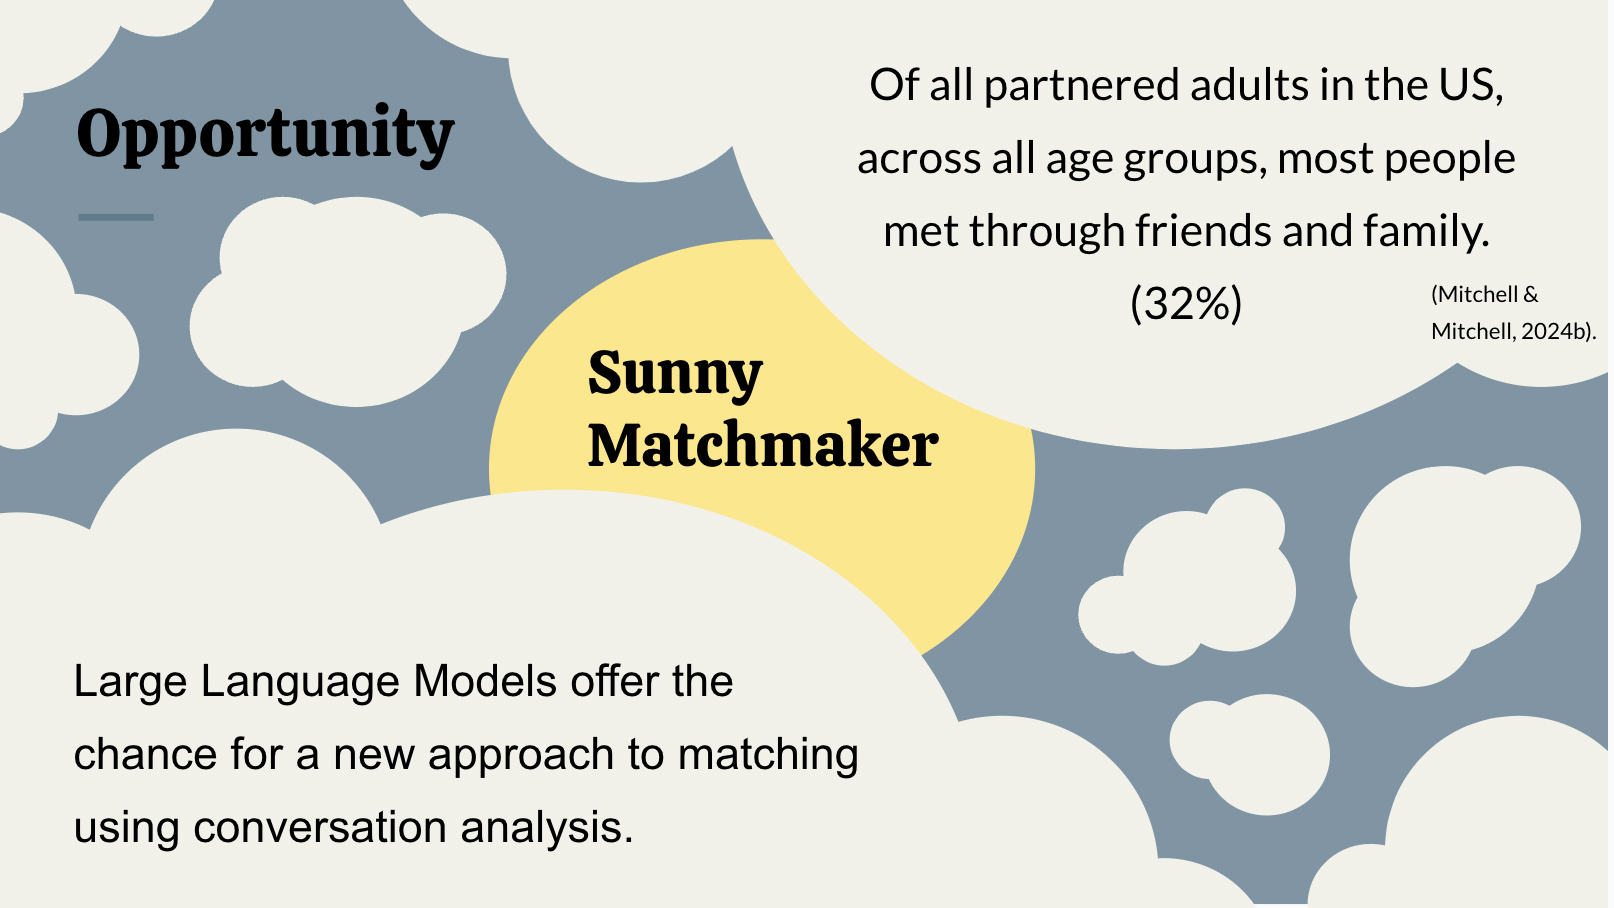 Opportunity
Of all partnered adults in the US,
across all age groups, most people
met through friends and family.
(32%)
(Mitchell &
Mitchell, 2024b).
Sunny
Matchmaker
Large Language Models offer the
chance for a new approach to matching
using conversation analysis.